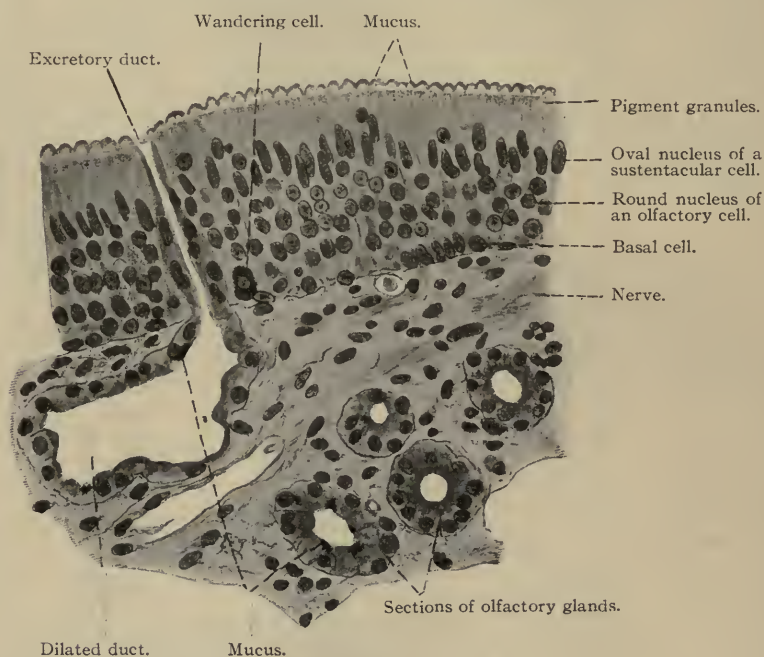 Wandering cell.
Mucus.
Excretory duct.
Pigment granules.
Oval nucleus of a
sustentacular cell.
Round nucleus of
an olfactory cell.
Basal cell.
Nerve.
Sections of olfactory glands.
Dilated duct.
Mucus.